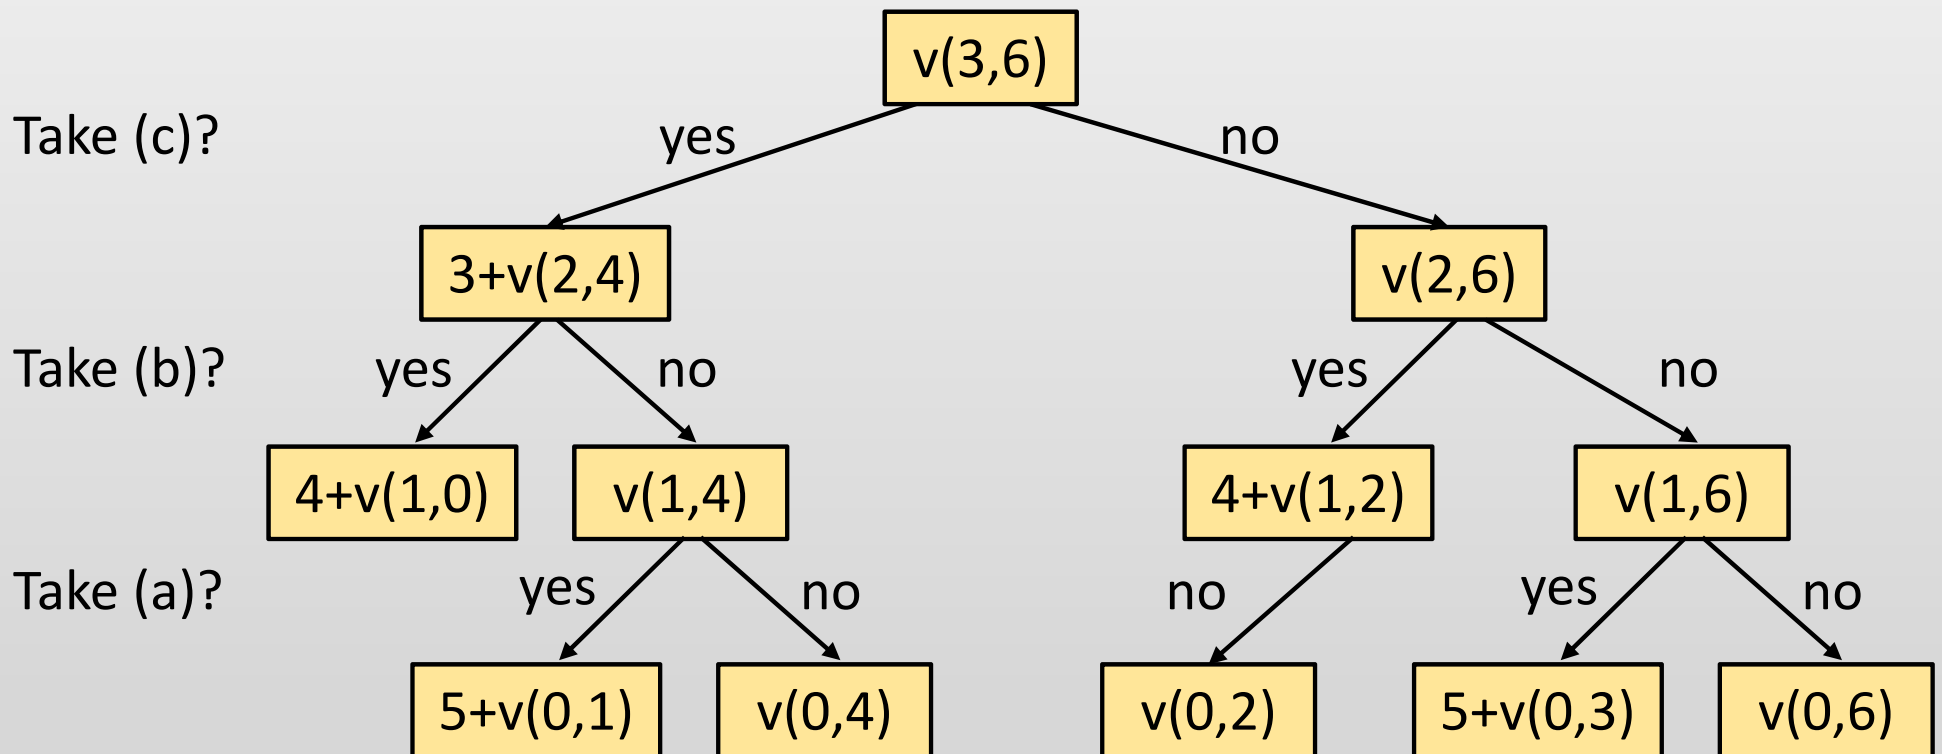 v(3,6)
Take (c)?
yes
no
3+v(2,4)
v(2,6)
Take (b)?
yes
no
yes
no
4+v(1,0)
v(1,4)
4+v(1,2)
v(1,6)
Take (a)?
yes
no
no
yes
no
5+v(0,1)
v(0,4)
v(0,2)
5+v(0,3)
v(0,6)